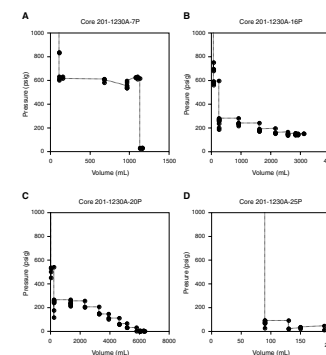 A
Core 201-1230A-7P
1000
800
600
400
200
0
Pressure (psig)
0 500 1000 1500
Volume (mL)
B
Core 201-1230A-16P
1000
800
600
400
200
0
Pressure (psig)
0 1000 2000 3000
Volume (mL)
C
Core 201-1230A-20P
1000
800
600
400
200
0
Pressure (psig)
0 2000 4000 6000 8000
Volume (mL)
D
Core 201-1230A-25P
1000
800
600
400
200
0
Pressure (psig)
0 50 100 150
Volume (mL)